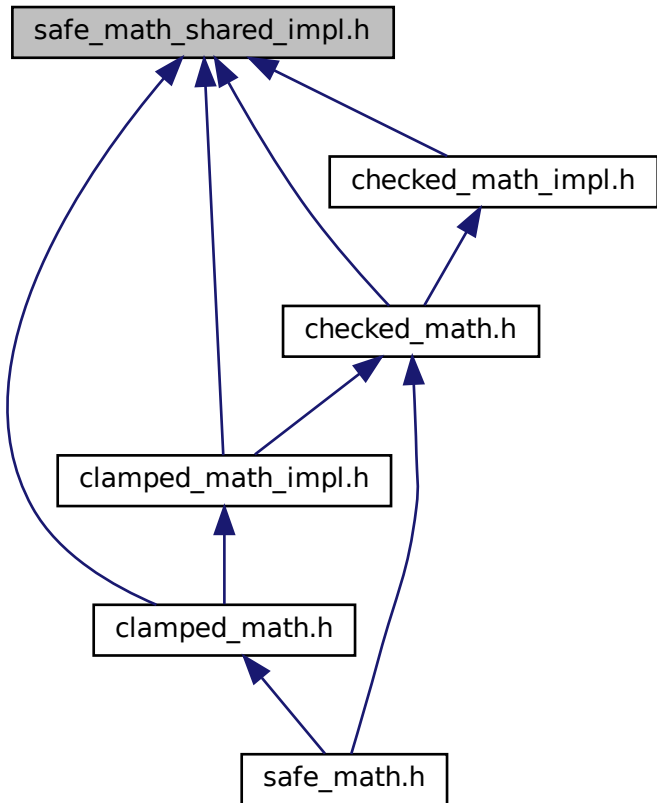 safe_math_shared_impl.h
checked_math_impl.h
checked_math.h
clamped_math_impl.h
clamped_math.h
safe_math.h